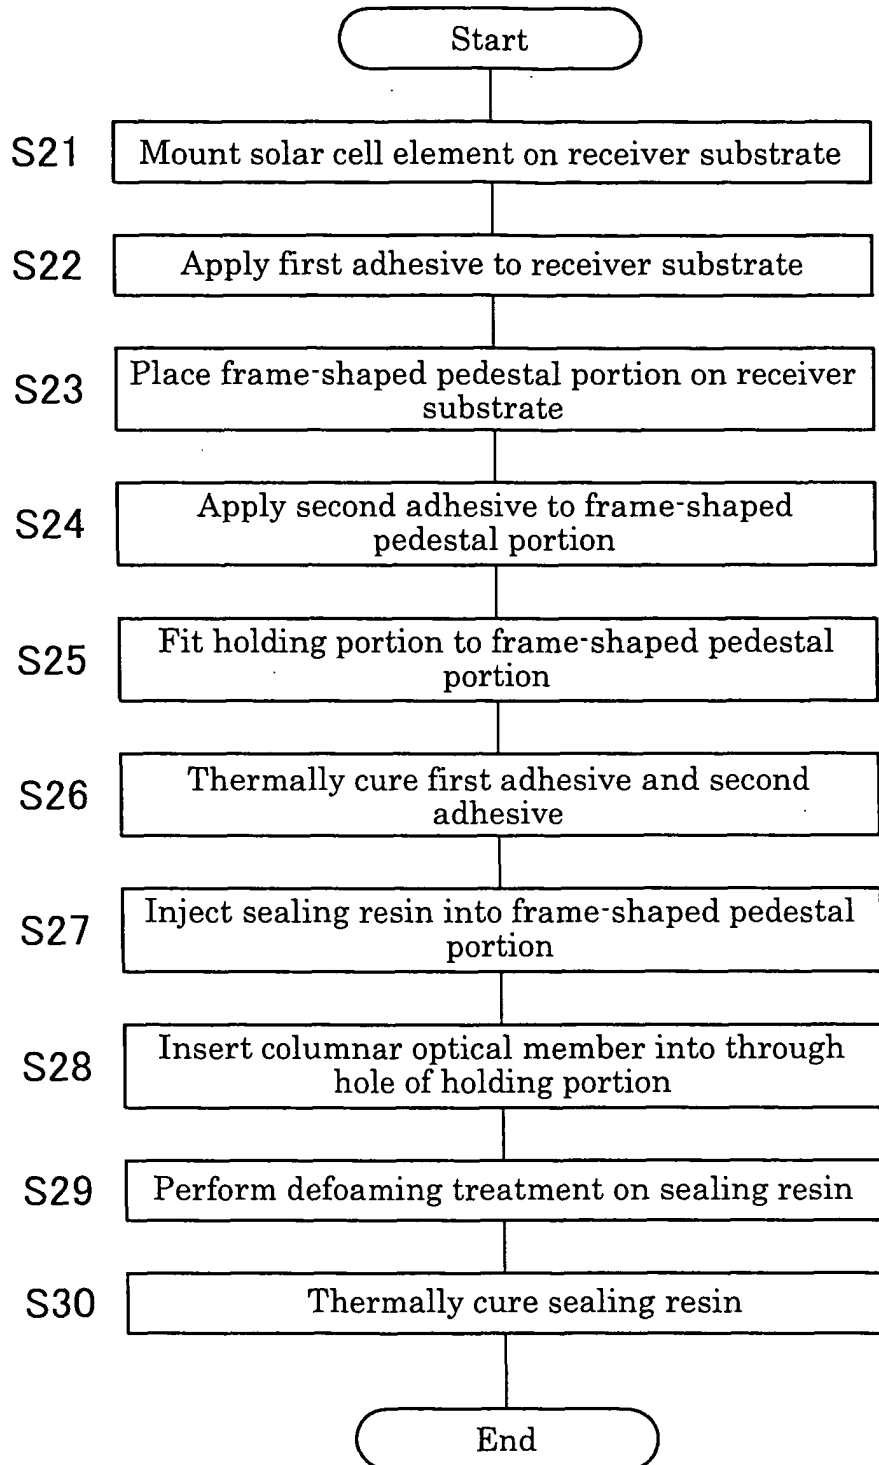 Start
S21
Mount solar cell element on receiver substrate
S22
Apply first adhesive to receiver substrate
S23
Place frame-shaped pedestal portion on receiver
substrate
S24
Apply second adhesive to frame-shaped
pedestal portion
S25
Fit holding portion to frame-shaped pedestal
portion
S26
Thermally cure first adhesive and second
adhesive
S27
Inject sealing resin into frame-shaped pedestal
portion
S28
Insert columnar optical member into through
hole of holding portion
S29
Perform defoaming treatment on sealing resin
S30
Thermally cure sealing resin
End